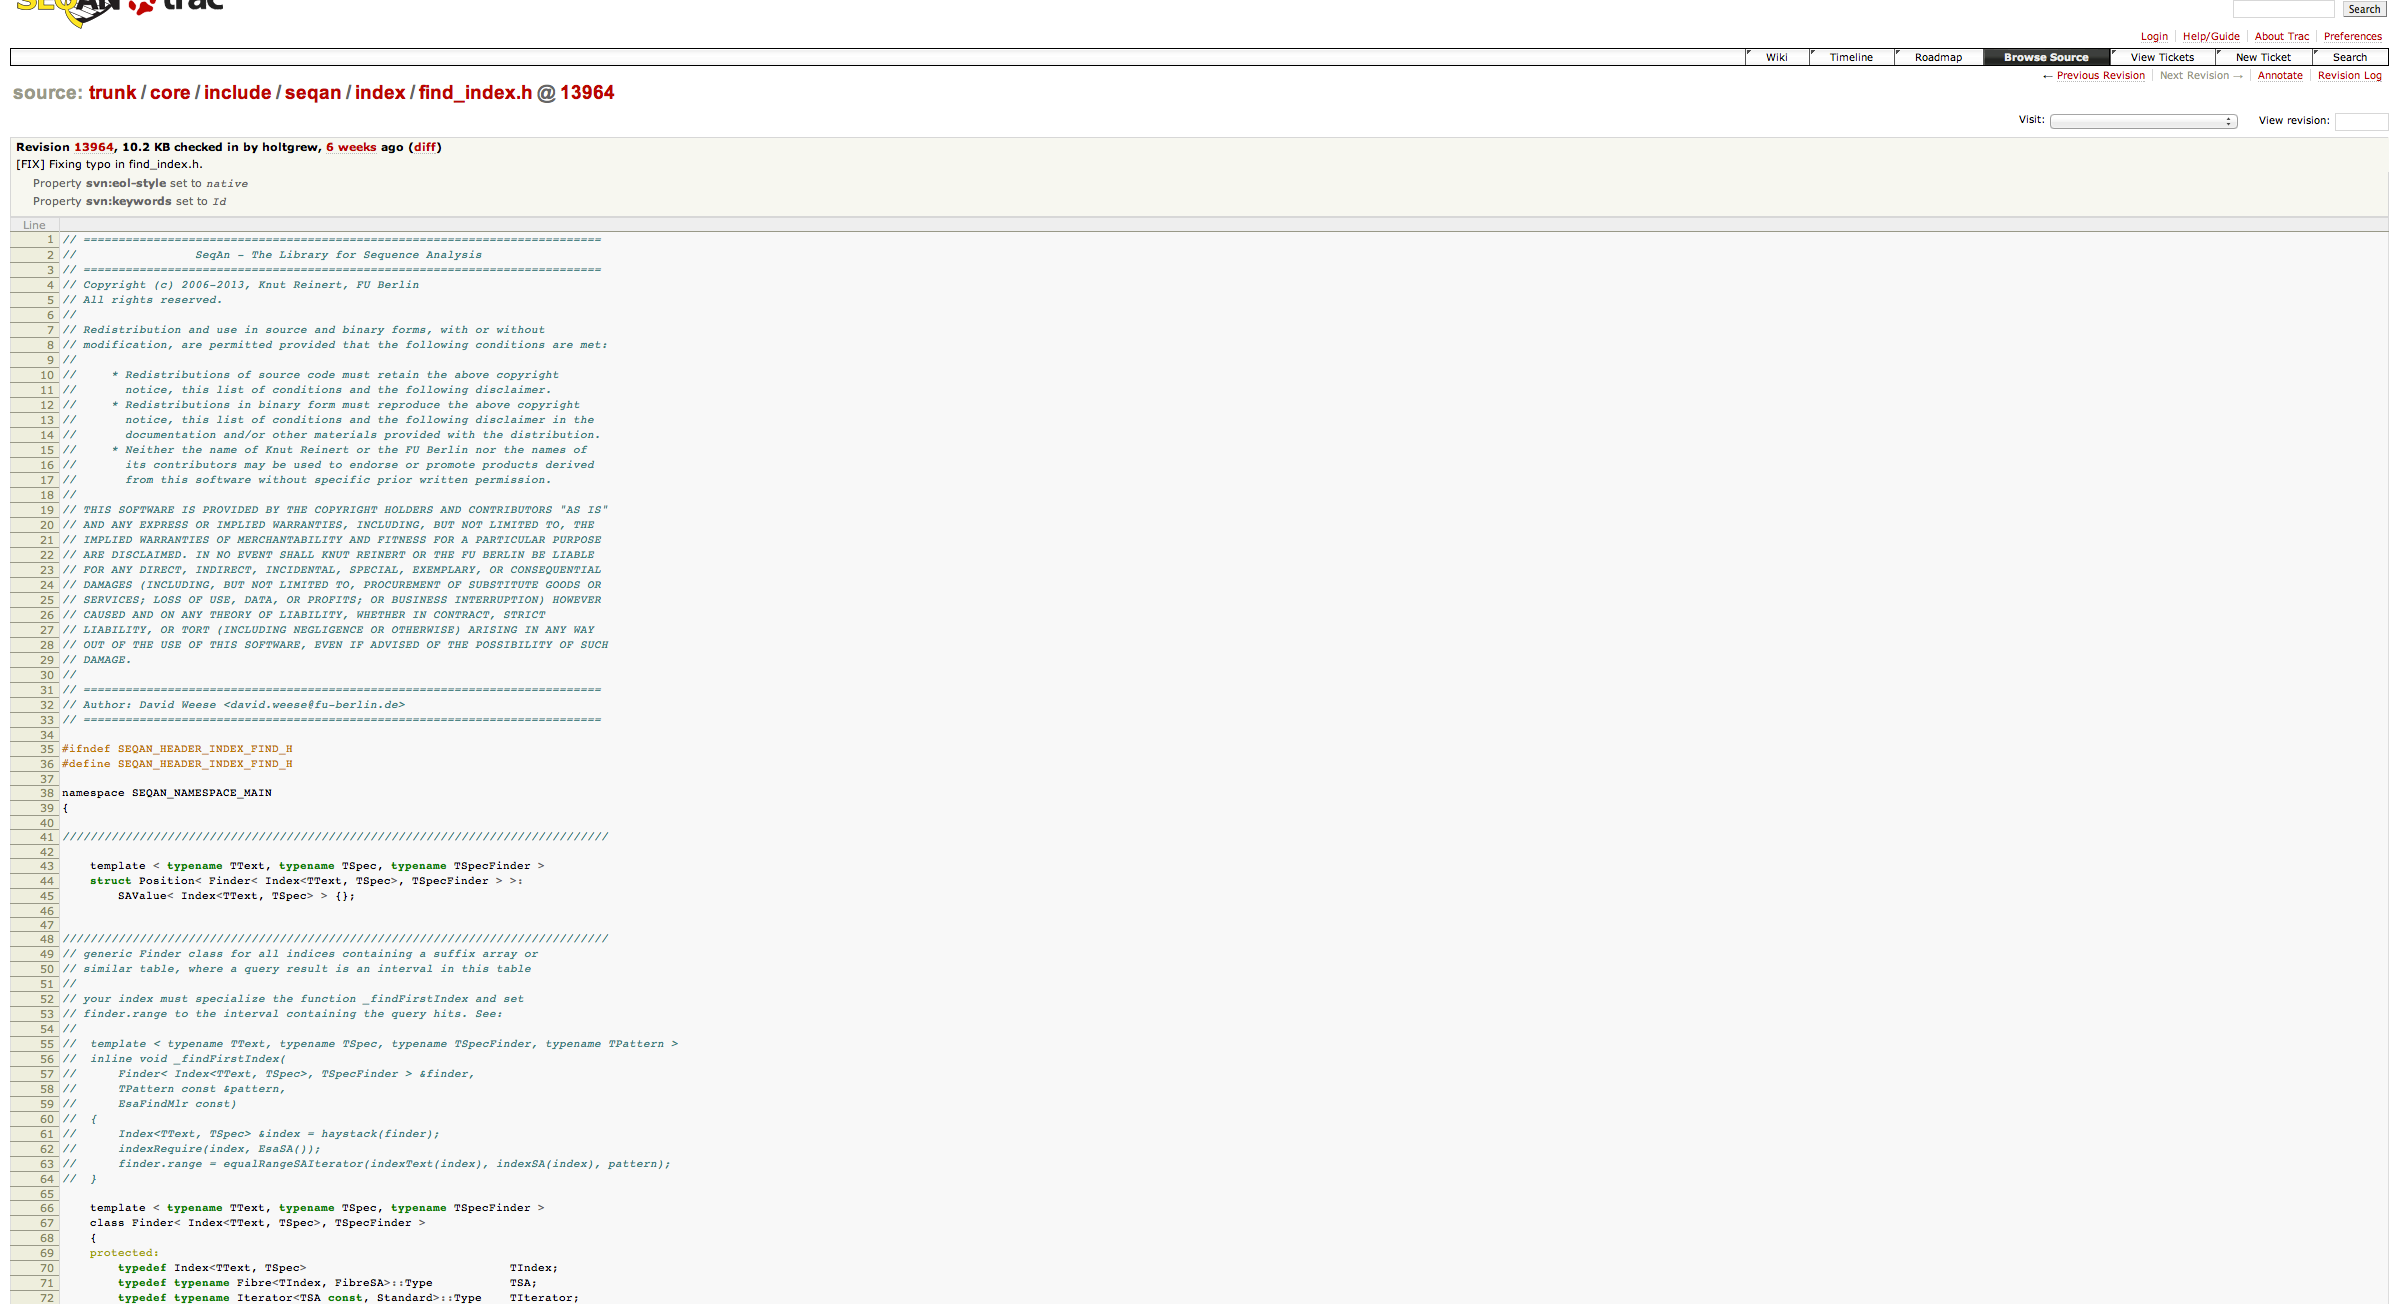 SEQAN trac
Search
Login Help/Guide About Trac Preferences
Wiki Timeline Roadmap Browse Source View Tickets New Ticket Search
← Previous Revision Next Revision → Annotate Revision Log
source: trunk / core / include / seqan / index / find_index.h @ 13964
Visit: View revision:
Revision 13964, 10.2 KB checked in by holtgrew, 6 weeks ago (diff)
[FIX] Fixing typo in find_index.h.
Property svn:eol-style set to native
Property svn:keywords set to Id
Line
1 // ==========================================================================
2 //                 SeqAn - The Library for Sequence Analysis
3 // ==========================================================================
4 // Copyright (c) 2006-2013, Knut Reinert, FU Berlin
5 // All rights reserved.
6 //
7 // Redistribution and use in source and binary forms, with or without
8 // modification, are permitted provided that the following conditions are met:
9 //
10 //     * Redistributions of source code must retain the above copyright
11 //       notice, this list of conditions and the following disclaimer.
12 //     * Redistributions in binary form must reproduce the above copyright
13 //       notice, this list of conditions and the following disclaimer in the
14 //       documentation and/or other materials provided with the distribution.
15 //     * Neither the name of Knut Reinert or the FU Berlin nor the names of
16 //       its contributors may be used to endorse or promote products derived
17 //       from this software without specific prior written permission.
18 //
19 // THIS SOFTWARE IS PROVIDED BY THE COPYRIGHT HOLDERS AND CONTRIBUTORS "AS IS"
20 // AND ANY EXPRESS OR IMPLIED WARRANTIES, INCLUDING, BUT NOT LIMITED TO, THE
21 // IMPLIED WARRANTIES OF MERCHANTABILITY AND FITNESS FOR A PARTICULAR PURPOSE
22 // ARE DISCLAIMED. IN NO EVENT SHALL KNUT REINERT OR THE FU BERLIN BE LIABLE
23 // FOR ANY DIRECT, INDIRECT, INCIDENTAL, SPECIAL, EXEMPLARY, OR CONSEQUENTIAL
24 // DAMAGES (INCLUDING, BUT NOT LIMITED TO, PROCUREMENT OF SUBSTITUTE GOODS OR
25 // SERVICES; LOSS OF USE, DATA, OR PROFITS; OR BUSINESS INTERRUPTION) HOWEVER
26 // CAUSED AND ON ANY THEORY OF LIABILITY, WHETHER IN CONTRACT, STRICT
27 // LIABILITY, OR TORT (INCLUDING NEGLIGENCE OR OTHERWISE) ARISING IN ANY WAY
28 // OUT OF THE USE OF THIS SOFTWARE, EVEN IF ADVISED OF THE POSSIBILITY OF SUCH
29 // DAMAGE.
30 //
31 // ==========================================================================
32 // Author: David Weese <david.weese@fu-berlin.de>
33 // ==========================================================================
34
35 #ifndef SEQAN_HEADER_INDEX_FIND_H
36 #define SEQAN_HEADER_INDEX_FIND_H
37
38 namespace SEQAN_NAMESPACE_MAIN
39 {
40
41 //////////////////////////////////////////////////////////////////////////////
42
43     template < typename TText, typename TSpec, typename TSpecFinder >
44     struct Position< Finder< Index<TText, TSpec>, TSpecFinder > >:
45         SAValue< Index<TText, TSpec> > {};
46
47
48 //////////////////////////////////////////////////////////////////////////////
49 // generic Finder class for all indices containing a suffix array or
50 // similar table, where a query result is an interval in this table
51 //
52 // your index must specialize the function _findFirstIndex and set
53 // finder.range to the interval containing the query hits. See:
54 //
55 //  template < typename TText, typename TSpec, typename TSpecFinder, typename TPattern >
56 //  inline void _findFirstIndex(
57 //      Finder< Index<TText, TSpec>, TSpecFinder > &finder,
58 //      TPattern const &pattern,
59 //      EsaFindMlr const)
60 //  {
61 //      Index<TText, TSpec> &index = haystack(finder);
62 //      indexRequire(index, EsaSA());
63 //      finder.range = equalRangeSAIterator(indexText(index), indexSA(index), pattern);
64 //  }
65
66     template < typename TText, typename TSpec, typename TSpecFinder >
67     class Finder< Index<TText, TSpec>, TSpecFinder >
68     {
69     protected:
70         typedef Index<TText, TSpec>                             TIndex;
71         typedef typename Fibre<TIndex, FibreSA>::Type           TSA;
72         typedef typename Iterator<TSA const, Standard>::Type    TIterator;